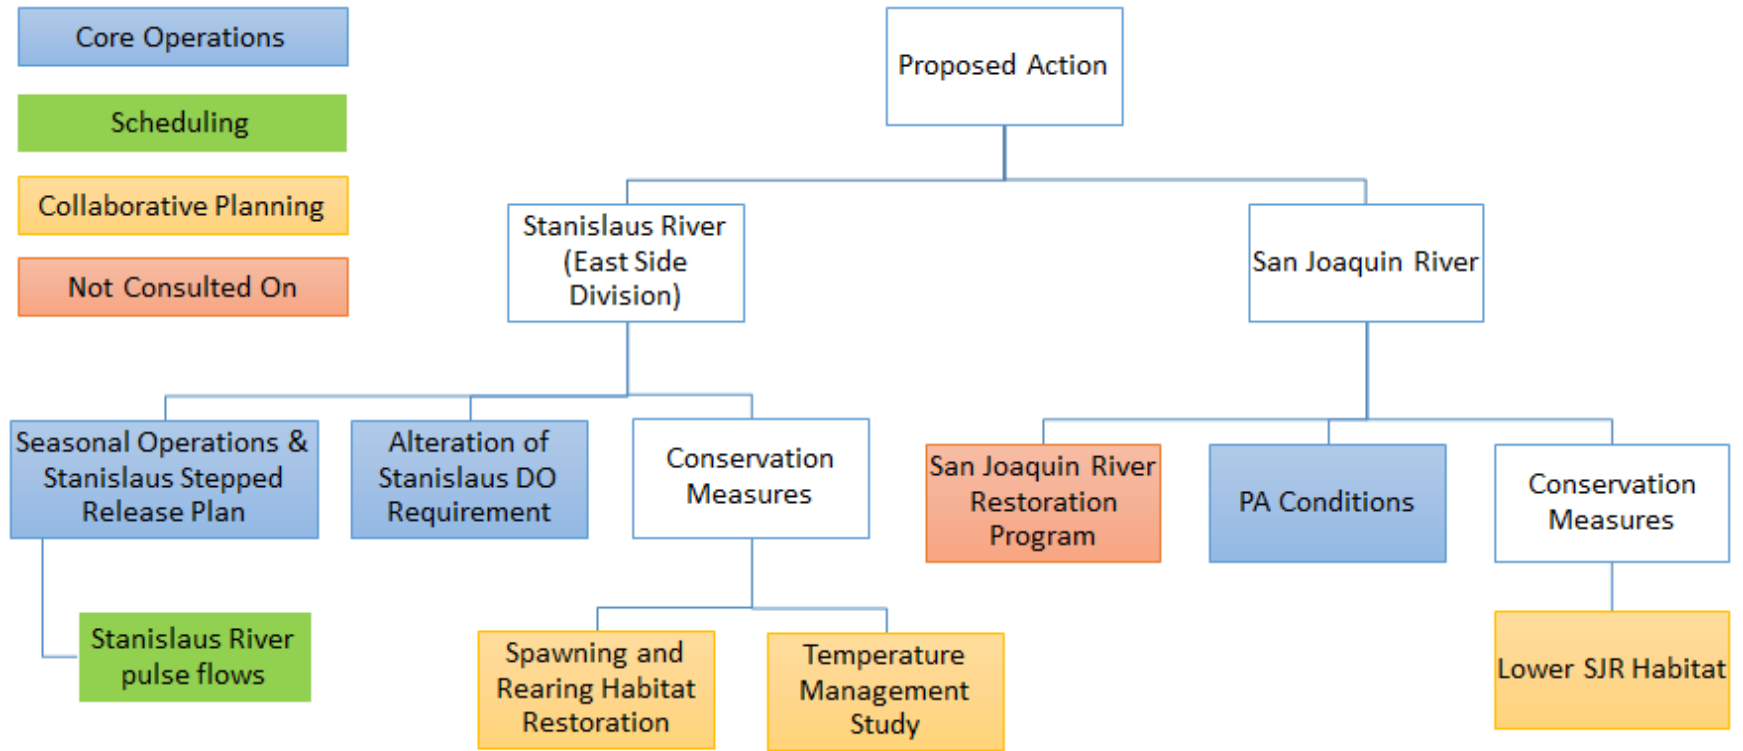 Core Operations
Scheduling
Collaborative Planning
Not Consulted On
Proposed Action
Stanislaus River
(East Side
Division)
San Joaquin River
Seasonal Operations &
Stanislaus Stepped
Release Plan
Alteration of
Stanislaus DO
Requirement
Conservation
Measures
San Joaquin River
Restoration
Program
PA Conditions
Conservation
Measures
Stanislaus River
pulse flows
Spawning and
Rearing Habitat
Restoration
Temperature
Management
Study
Lower SJR Habitat